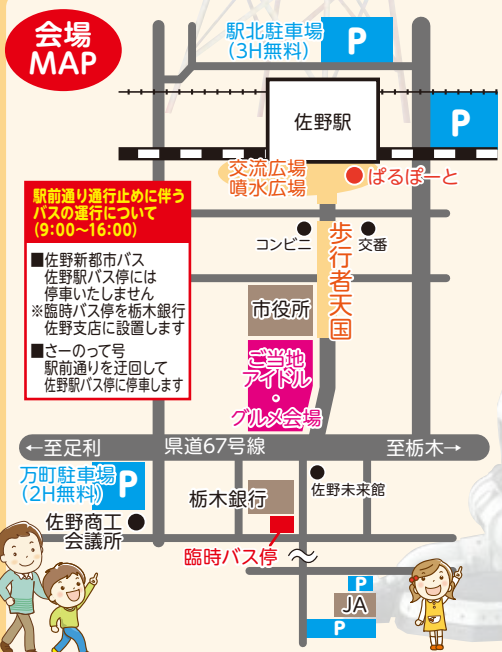 会場
MAP
駅北駐車場
(3H無料)
P
佐野駅
P
交流広場
噴水広場
ぱるぽーと
駅前通り通行止めに伴う
バスの運行について
(9:00〜16:00)
■佐野新都市バス
佐野駅バス停には
停車いたしません
※臨時バス停を栃木銀行
佐野支店に設置します
■さーのって号
駅前通りを迂回して
佐野駅バス停に停車します
コンビニ
交番
歩行者天国
市役所
ご当地
アイドル
・
グルメ会場
←至足利
県道67号線
至栃木→
万町駐車場
(2H無料)
P
佐野商工
会議所
栃木銀行
佐野未来館
臨時バス停
P
JA
P